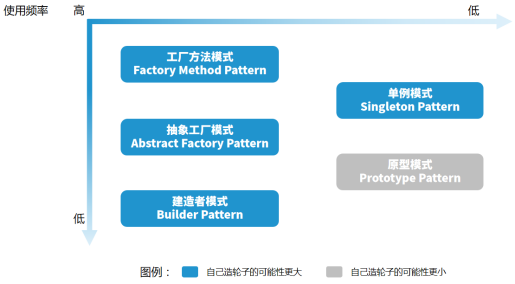 使用频率 高 低
工厂方法模式
Factory Method Pattern
单例模式
Singleton Pattern
抽象工厂模式
Abstract Factory Pattern
原型模式
Prototype Pattern
建造者模式
Builder Pattern
低
图例： 自己造轮子的可能性更大 自己造轮子的可能性更小